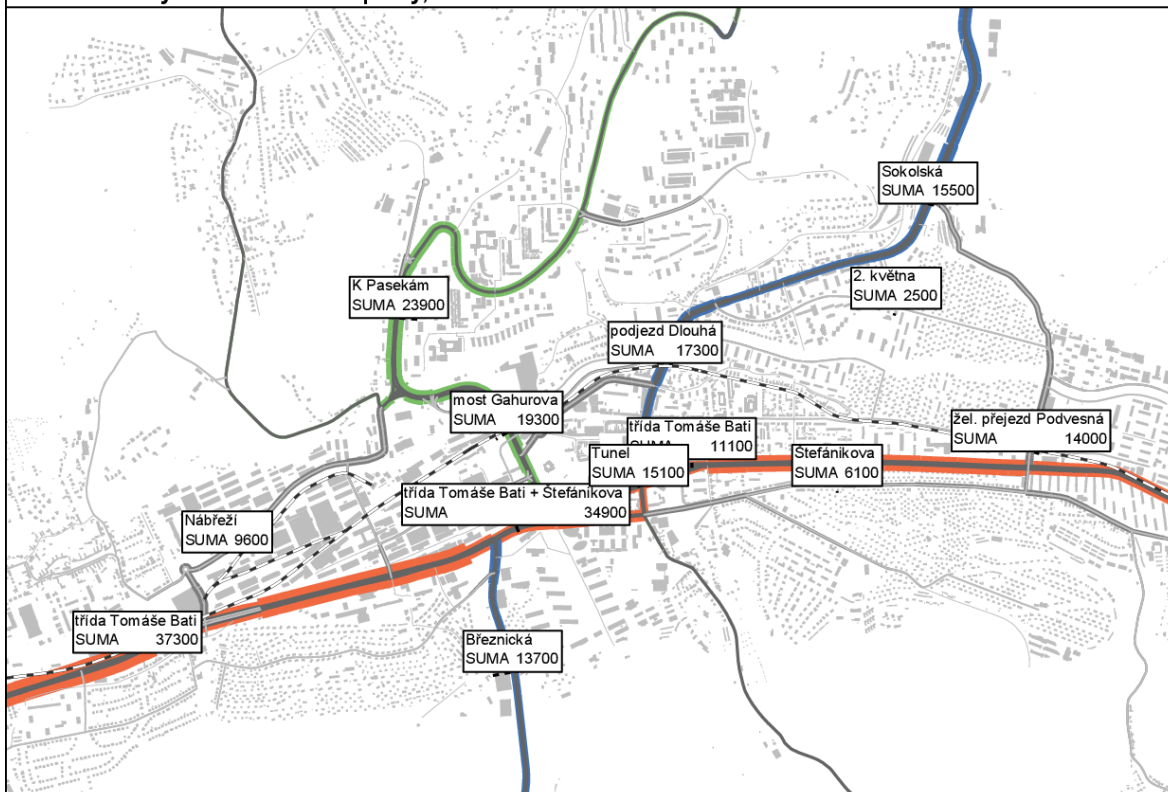 Sokolská
SUMA 15500
K Pasekám
SUMA 23900
2. května
SUMA 2500
podjezd Dlouhá
SUMA 17300
most Gahurova
SUMA 19300
třída Tomáše Bati
SUMA 11100
žel. přejezd Podvesná
SUMA 14000
Tunel
SUMA 15100
Štefánikova
SUMA 6100
třída Tomáše Bati + Štefánikova
SUMA 34900
Nábřeží
SUMA 9600
třída Tomáše Bati
SUMA 37300
Březnická
SUMA 13700